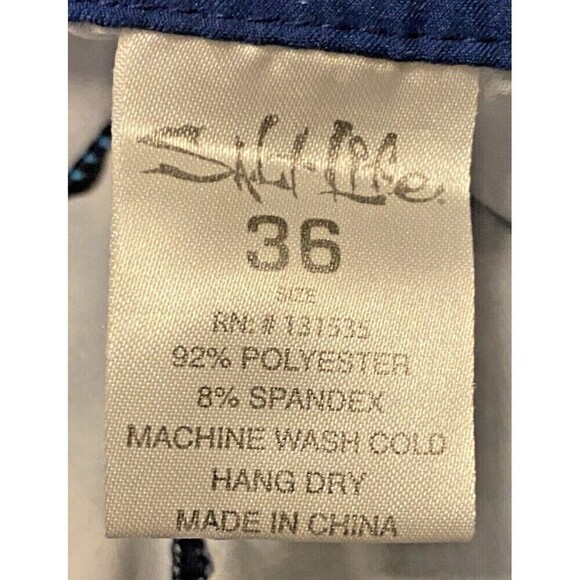 Salt Life.
36
SIZE
RN: # 131535
92% POLYESTER
8% SPANDEX
MACHINE WASH COLD
HANG DRY
MADE IN CHINA